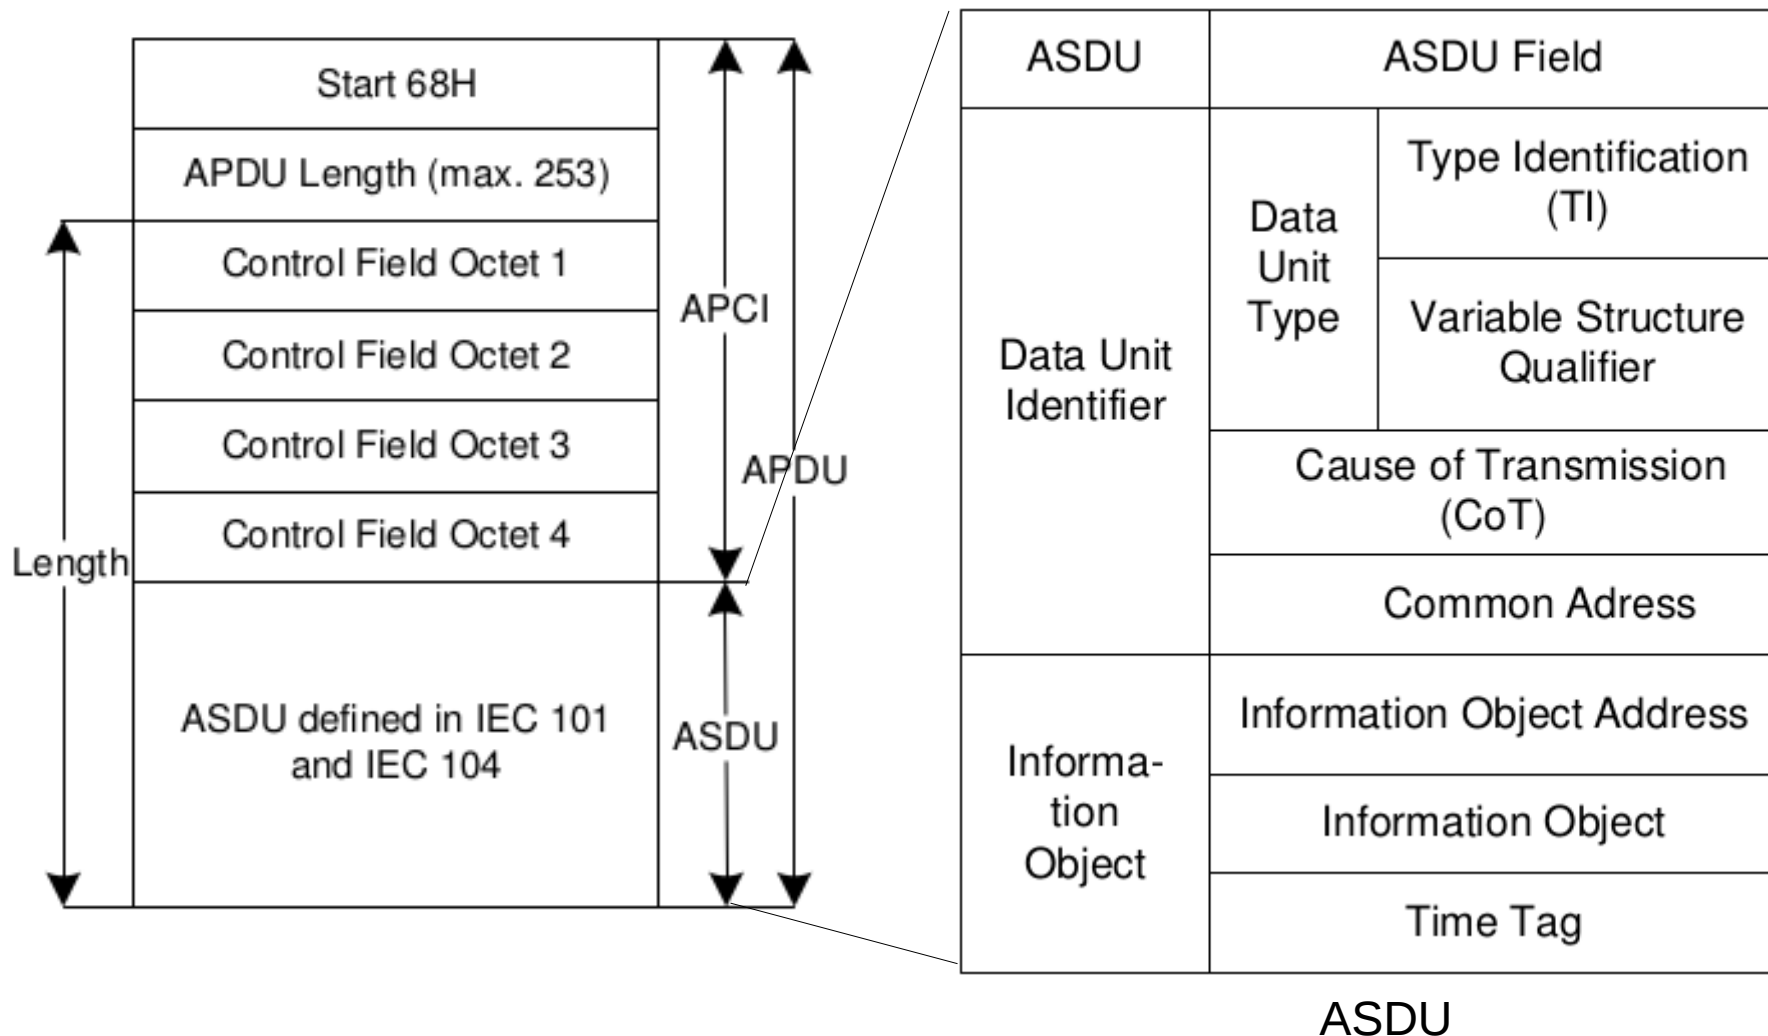 Start 68H
APDU Length (max. 253)
Control Field Octet 1
Control Field Octet 2
Control Field Octet 3
Control Field Octet 4
ASDU defined in IEC 101
and IEC 104
Length
APCI
APDU
ASDU
ASDU
ASDU Field
Data Unit
Identifier
Data
Unit
Type
Type Identification
(TI)
Variable Structure
Qualifier
Cause of Transmission
(CoT)
Common Adress
Informa-
tion
Object
Information Object Address
Information Object
Time Tag
ASDU